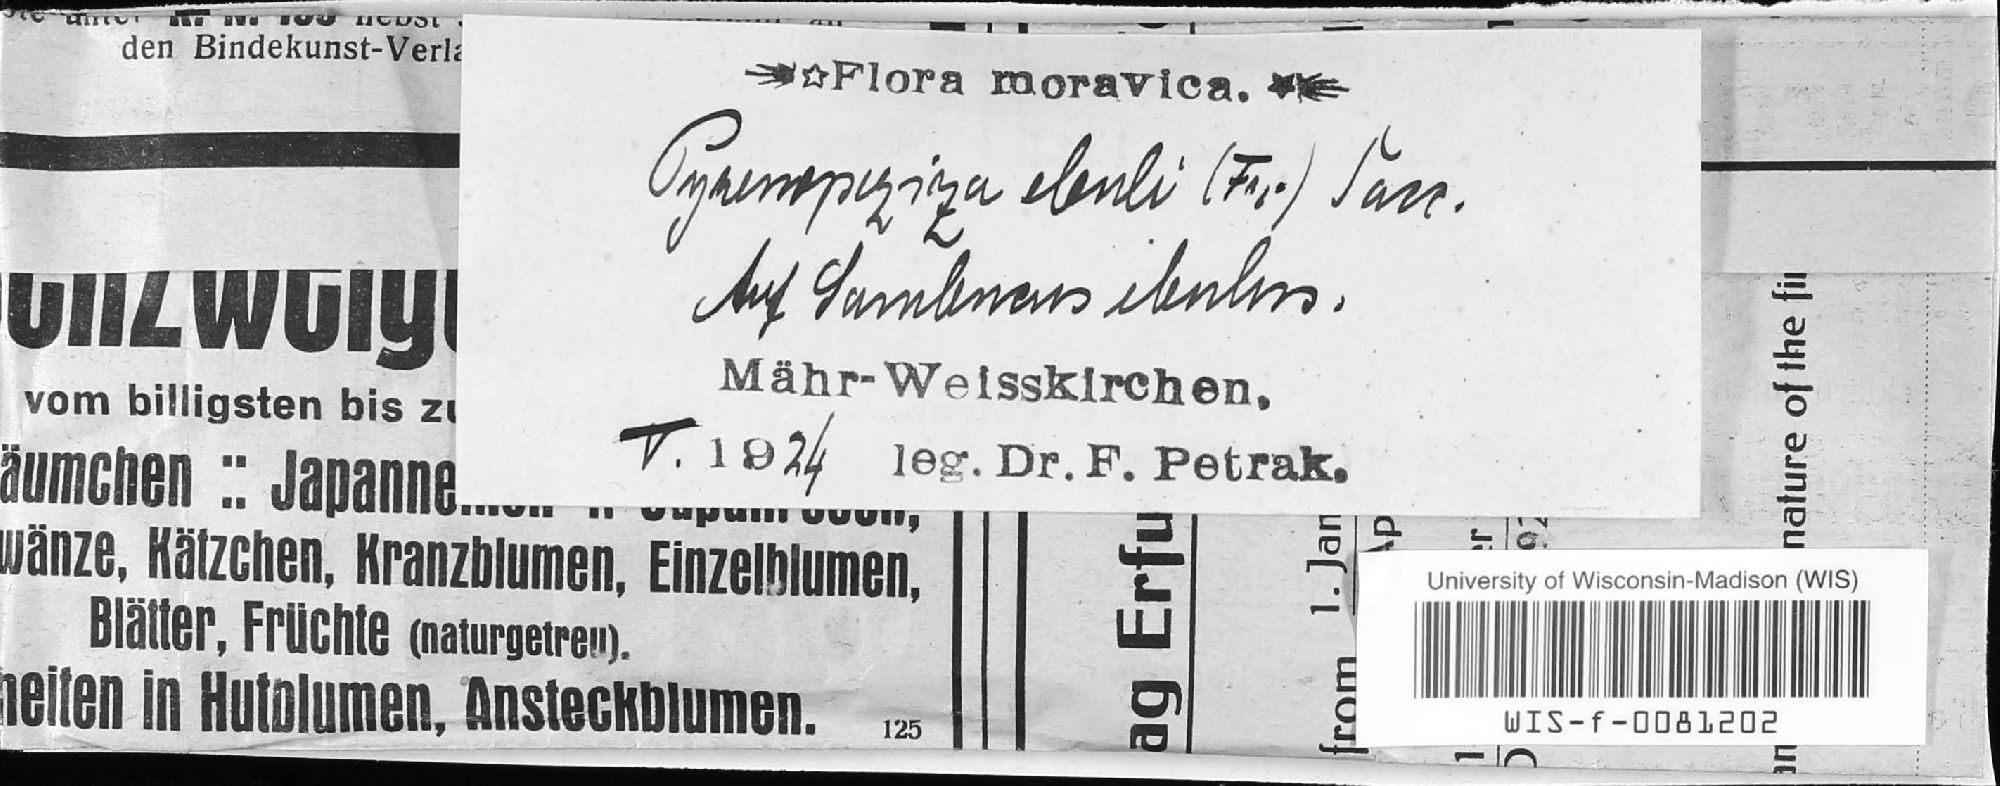 den Bindekunst-Verla
☆Flora moravica.
Pyrenopeziza ebuli (Fr.) Sacc.
Auf Sambucus ebulus.
Mähr-Weisskirchen.
V. 1924 leg. Dr. F. Petrak.
enzweige
vom billigsten bis zu
äumchen :: Japanne
wänze, Kätzchen, Kranzblumen, Einzelblumen,
Blätter, Früchte (naturgetreu).
heiten in Hutblumen, Ansteckblumen.
125
ag Erfu
from 1. Jan
nature of the fi
University of Wisconsin-Madison (WIS)
WIS-f-0081202